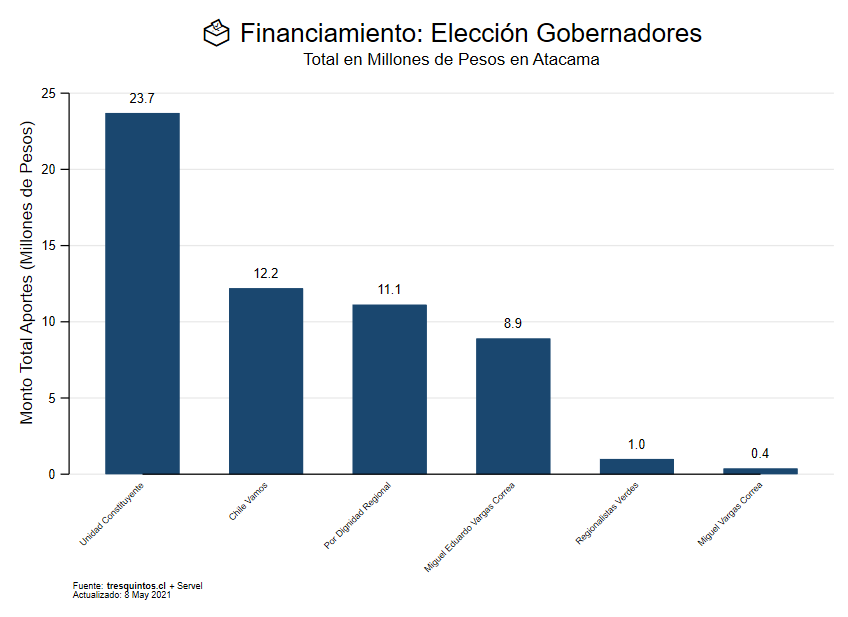 Financiamiento: Elección Gobernadores
Total en Millones de Pesos en Atacama
Monto Total Aportes (Millones de Pesos)
25
20
15
10
5
0
23.7
12.2
11.1
8.9
1.0
0.4
Unidad Constituyente
Chile Vamos
Por Dignidad Regional
Miguel Eduardo Vargas Correa
Regionalistas Verdes
Miguel Vargas Correa
Fuente: tresquintos.cl + Servel
Actualizado: 8 May 2021